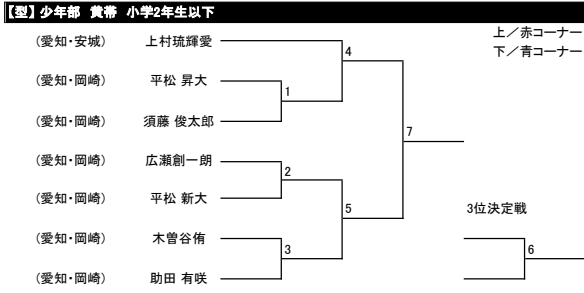 【型】少年部 黄帯 小学2年生以下
上／赤コーナー
下／青コーナー
(愛知・安城) 上村琉輝愛
4
(愛知・岡崎) 平松 昇大
1
(愛知・岡崎) 須藤 俊太郎
7
(愛知・岡崎) 広瀬創一朗
2
(愛知・岡崎) 平松 新大
5
3位決定戦
(愛知・岡崎) 木曽谷侑
3
6
(愛知・岡崎) 助田 有咲